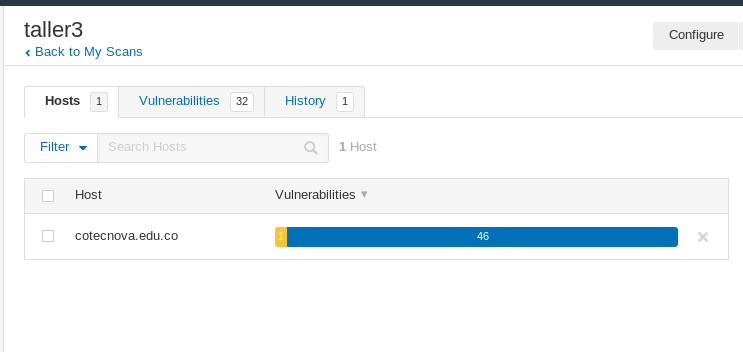 taller3
Back to My Scans
Configure
Hosts 1 Vulnerabilities 32 History 1
Filter Search Hosts 1 Host
Host Vulnerabilities
cotecnova.edu.co 1 46